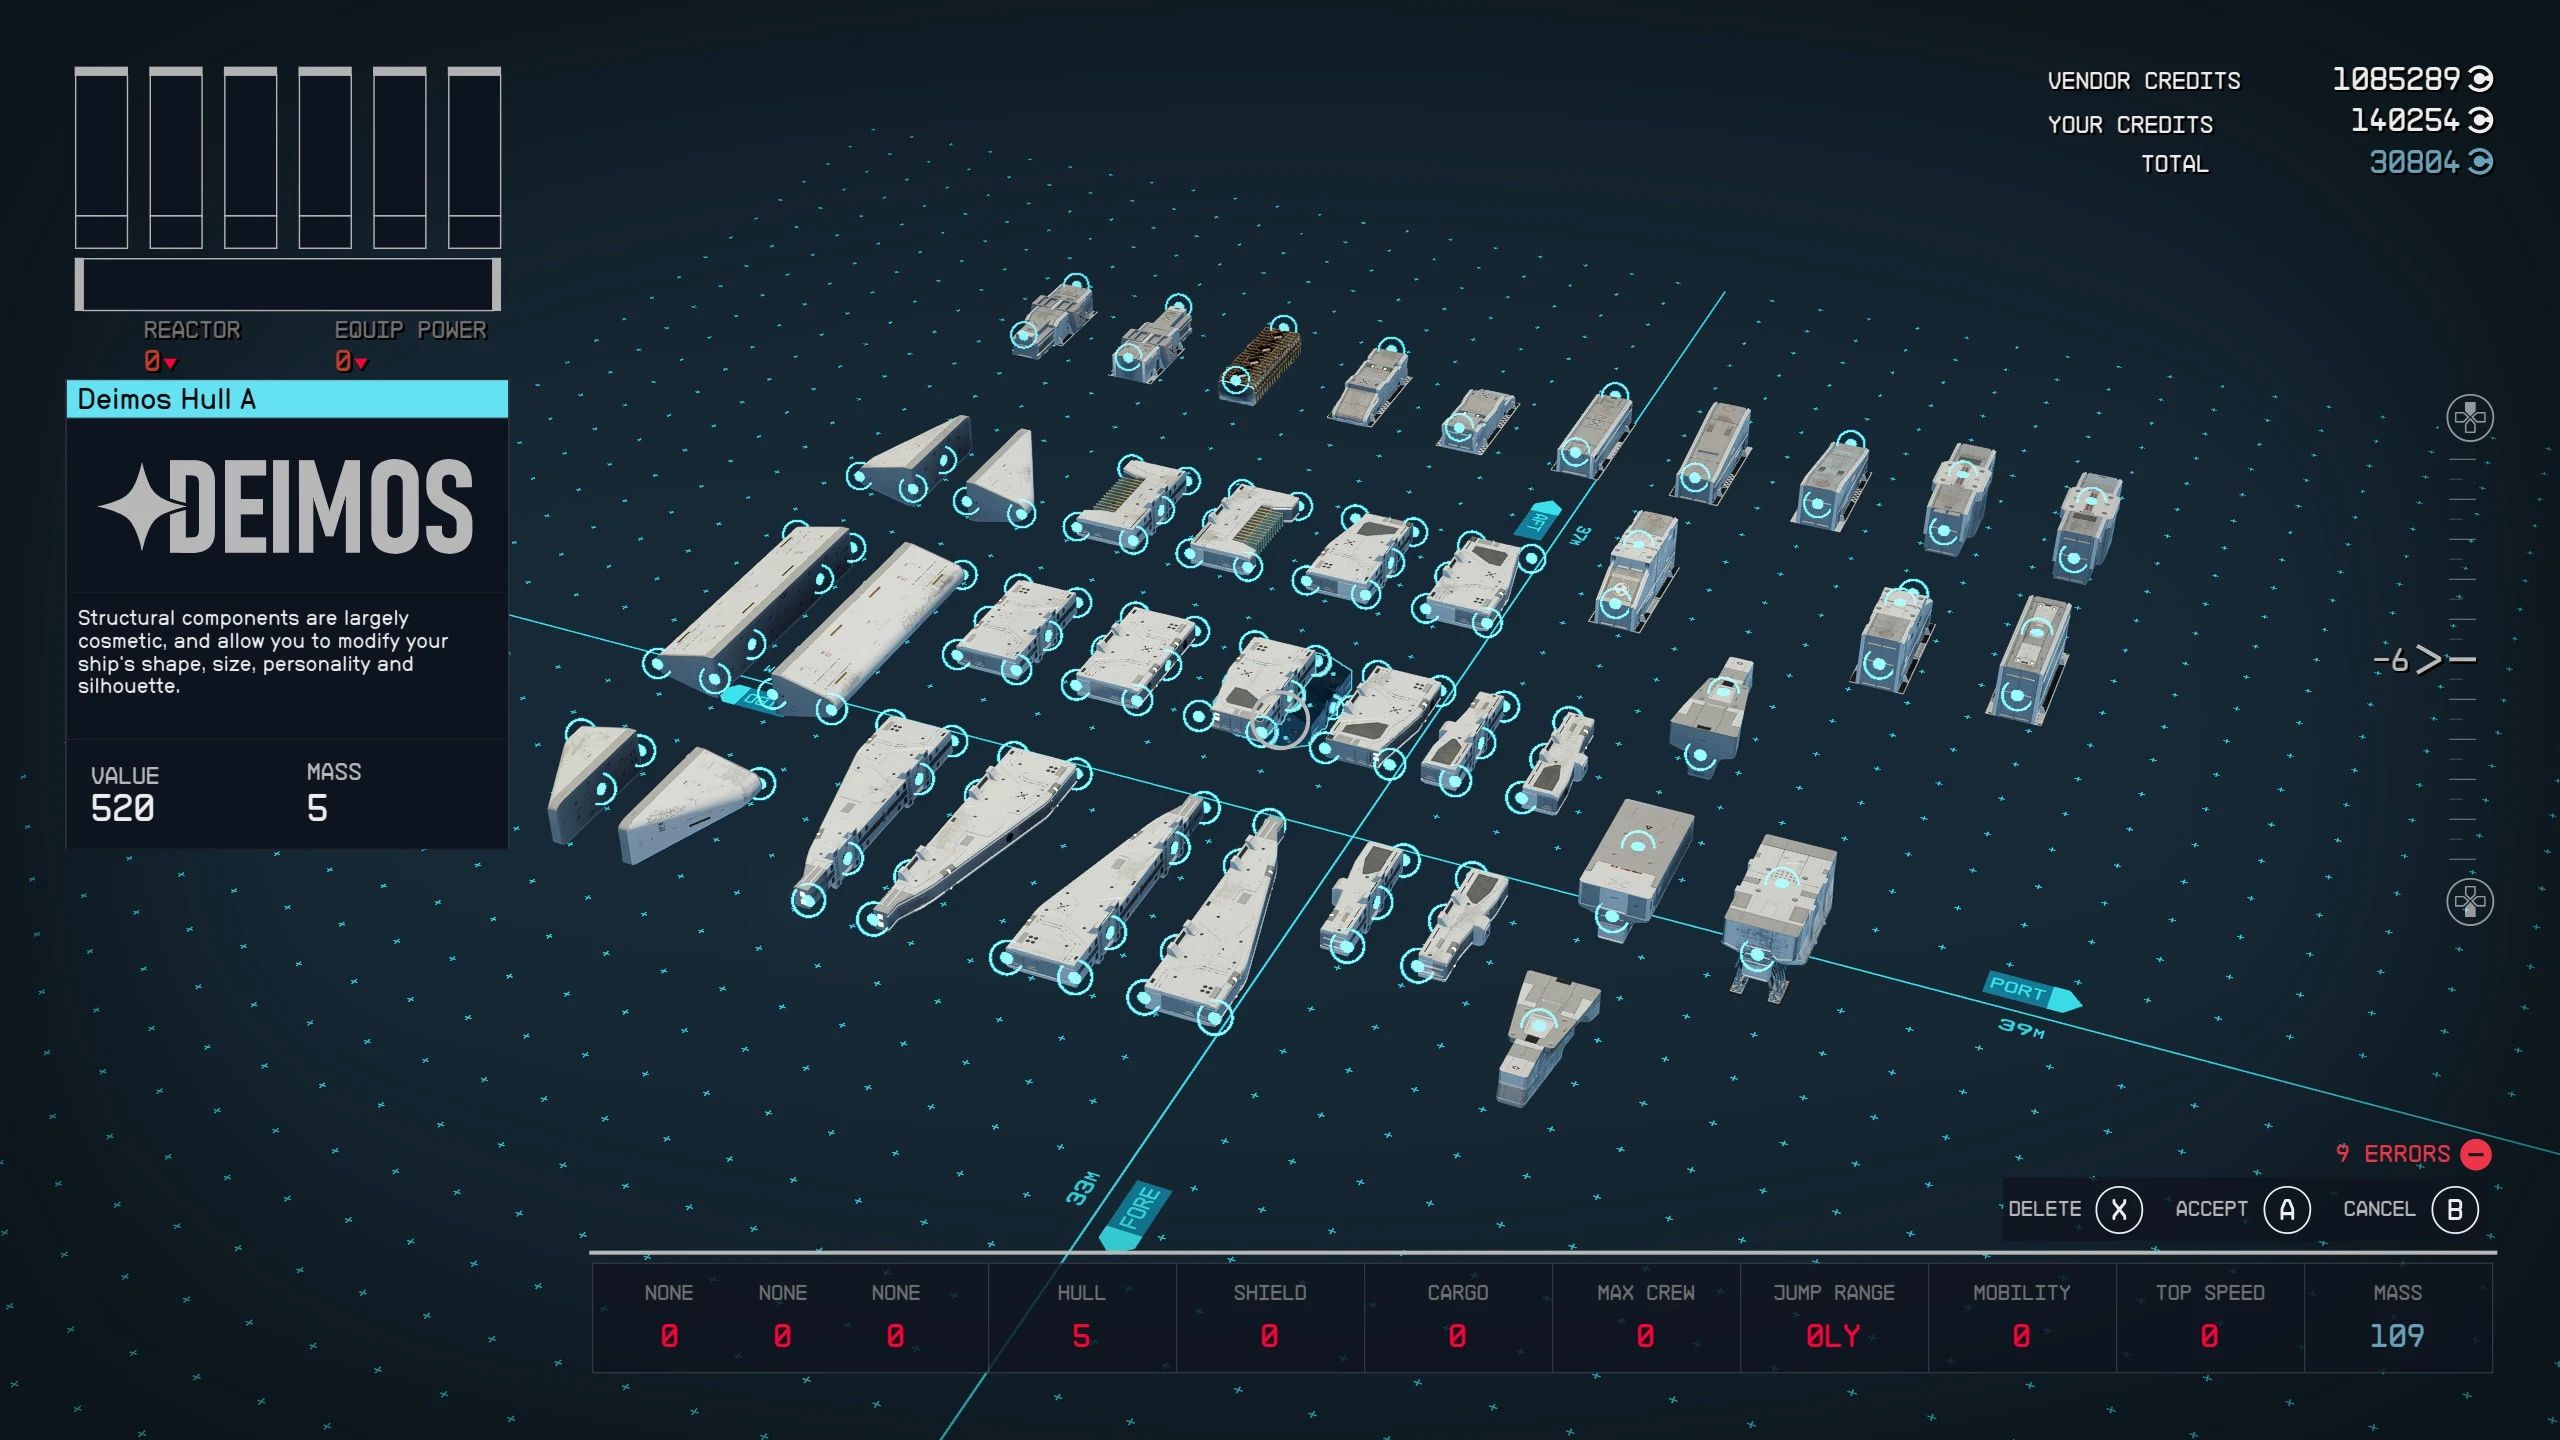 VENDOR CREDITS 1085289
YOUR CREDITS 140254
TOTAL 30804
REACTOR EQUIP POWER
0 0
Deimos Hull A
DEIMOS
Structural components are largely
cosmetic, and allow you to modify your
ship's shape, size, personality and
silhouette.
VALUE MASS
520 5
AFT
37M
-6
PORT
39M
33M
FORE
9 ERRORS
DELETE X ACCEPT A CANCEL B
NONE NONE NONE HULL SHIELD CARGO MAX CREW JUMP RANGE MOBILITY TOP SPEED MASS
0 0 0 5 0 0 0 0LY 0 0 109